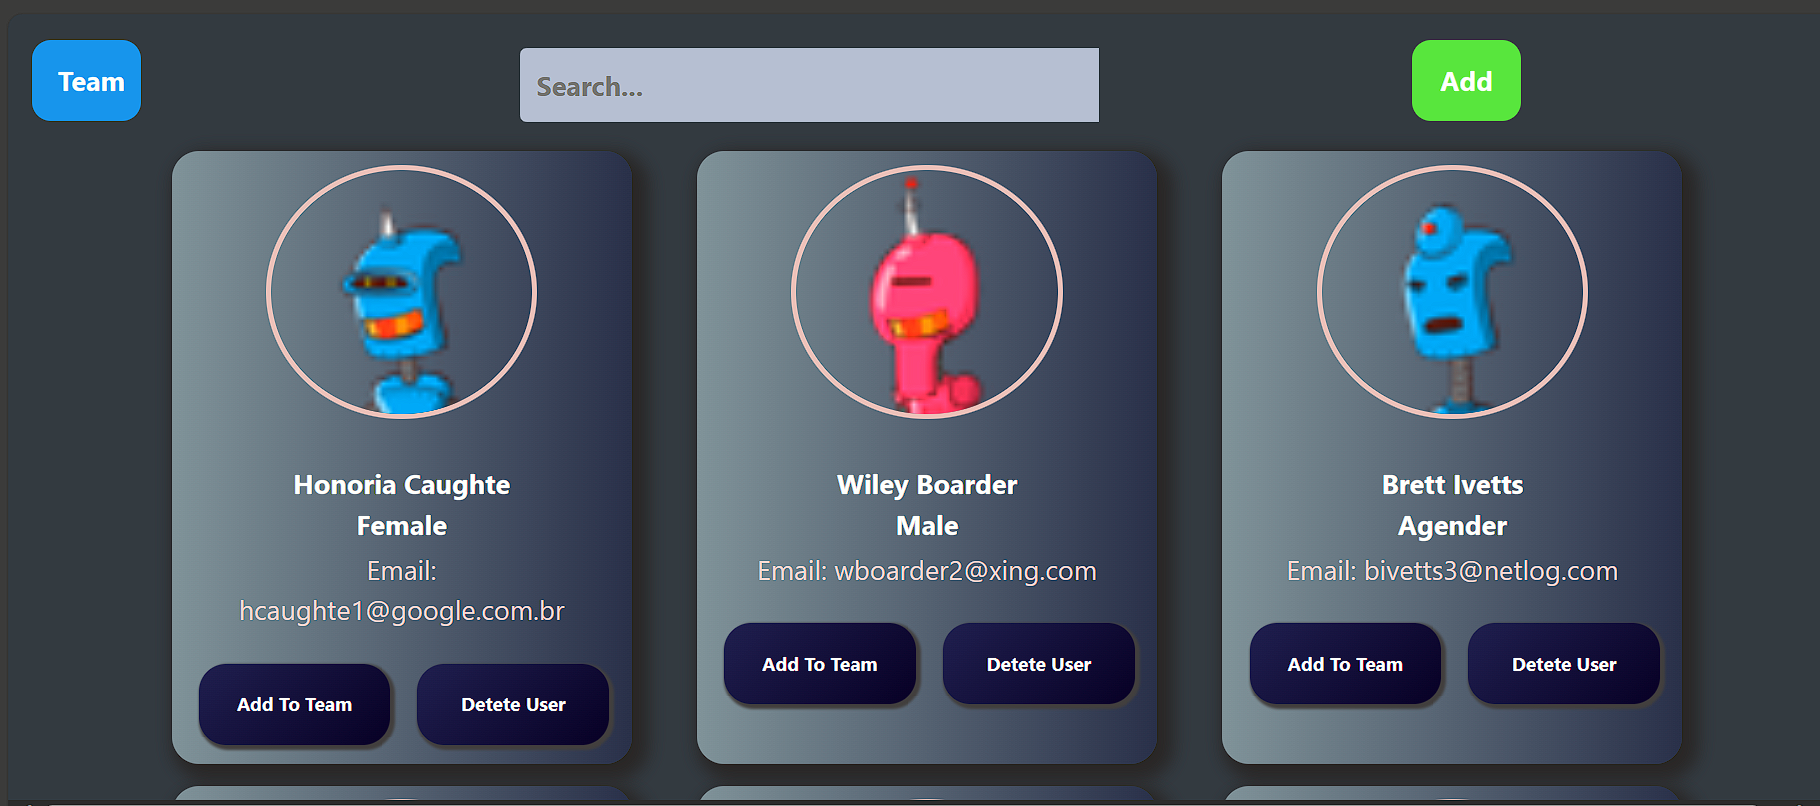 Team
Search...
Add
Honoria Caughte
Female
Email:
hcaughte1@google.com.br
Add To Team
Detete User
Wiley Boarder
Male
Email: wboarder2@xing.com
Add To Team
Detete User
Brett Ivetts
Agender
Email: bivetts3@netlog.com
Add To Team
Detete User